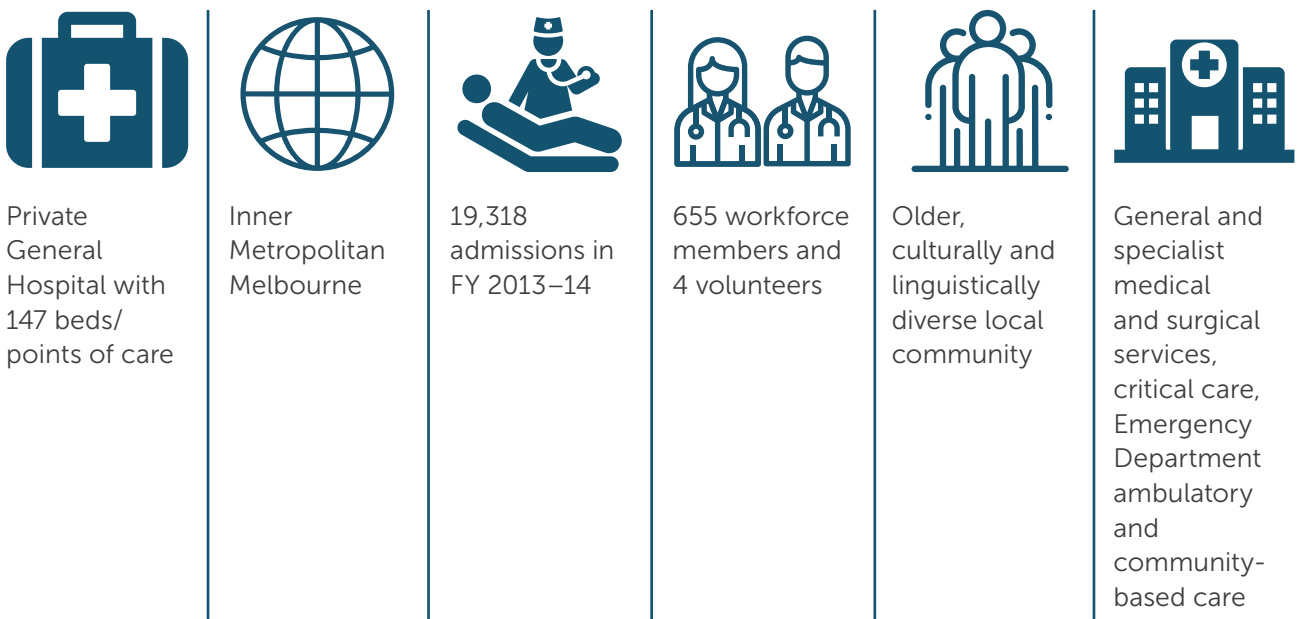 Private
General
Hospital with
147 beds/
points of care
Inner
Metropolitan
Melbourne
19,318
admissions in
FY 2013–14
655 workforce
members and
4 volunteers
Older,
culturally and
linguistically
diverse local
community
General and
specialist
medical
and surgical
services,
critical care,
Emergency
Department
ambulatory
and
community-
based care